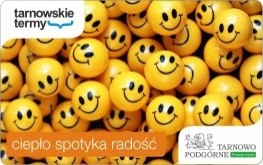 tarnowskie
termy
ciepło spotyka radość
TARNOWO
PODGÓRNE